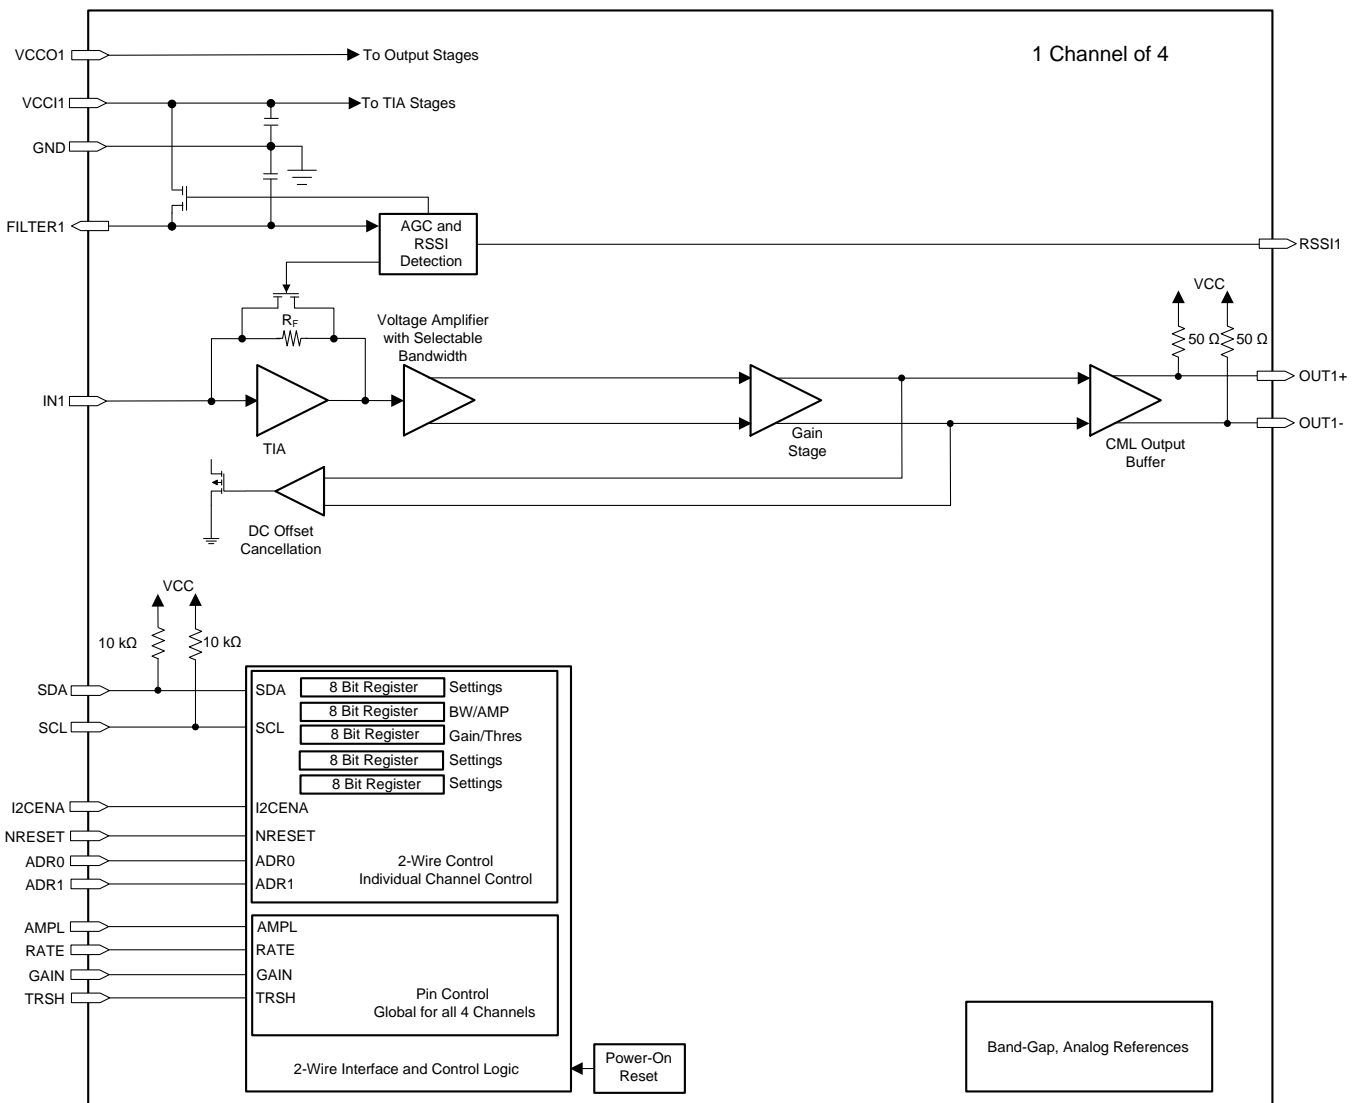 1 Channel of 4
VCCO1
To Output Stages
VCCI1
To TIA Stages
GND
FILTER1
AGC and
RSSI
Detection
RSSI1
VCC
50 Ω
50 Ω
RF
Voltage Amplifier
with Selectable
Bandwidth
IN1
TIA
Gain
Stage
CML Output
Buffer
OUT1+
OUT1-
DC Offset
Cancellation
VCC
10 kΩ
10 kΩ
SDA
SDA
8 Bit Register
Settings
8 Bit Register
BW/AMP
SCL
SCL
8 Bit Register
Gain/Thres
8 Bit Register
Settings
8 Bit Register
Settings
I2CENA
I2CENA
NRESET
NRESET
ADR0
ADR0
ADR1
ADR1
2-Wire Control
Individual Channel Control
AMPL
AMPL
RATE
RATE
GAIN
GAIN
TRSH
TRSH
Pin Control
Global for all 4 Channels
2-Wire Interface and Control Logic
Power-On
Reset
Band-Gap, Analog References